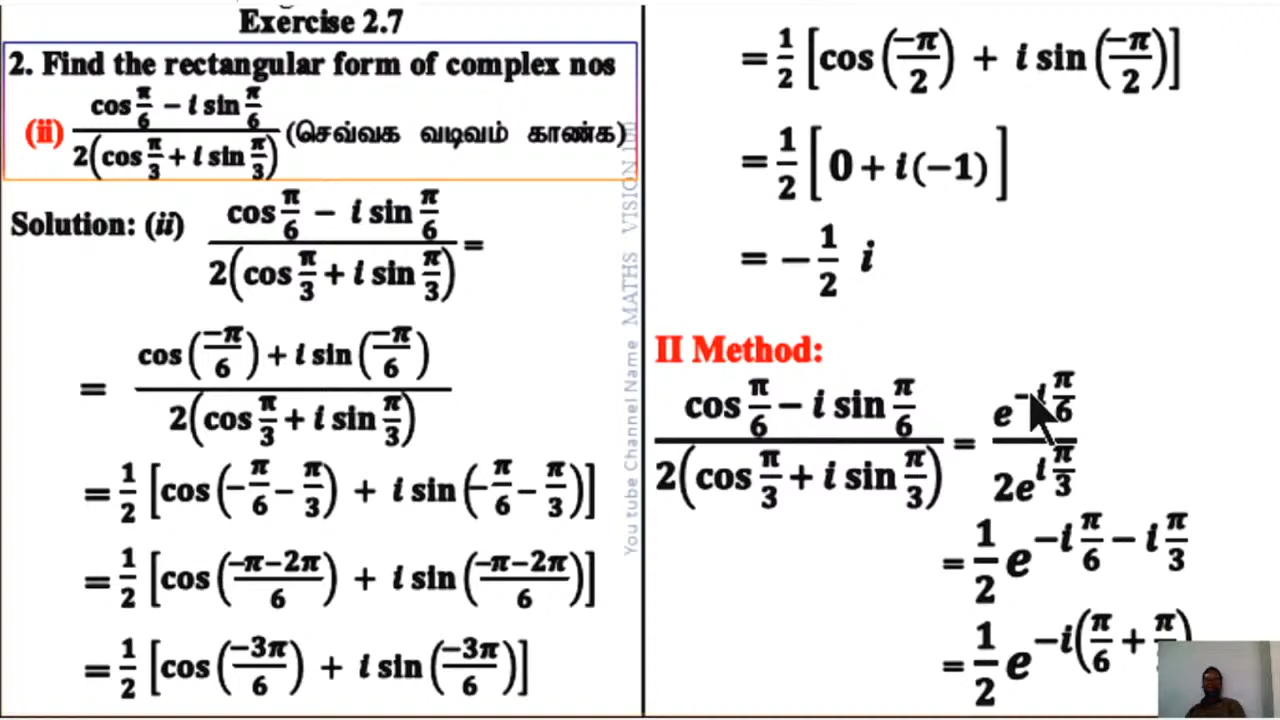 Exercise 2.7
2. Find the rectangular form of complex nos
(ii) (cos π/6 − i sin π/6) / 2(cos π/3 + i sin π/3) (செவ்வக வடிவம் காண்க)
Solution: (ii) (cos π/6 − i sin π/6) / 2(cos π/3 + i sin π/3) =
= (cos(−π/6) + i sin(−π/6)) / 2(cos π/3 + i sin π/3)
= 1/2 [cos(−π/6 − π/3) + i sin(−π/6 − π/3)]
= 1/2 [cos((−π−2π)/6) + i sin((−π−2π)/6)]
= 1/2 [cos(−3π/6) + i sin(−3π/6)]
You tube Channel Name MATHS VISION
= 1/2 [cos(−π/2) + i sin(−π/2)]
= 1/2 [0 + i(−1)]
= − 1/2 i
II Method:
(cos π/6 − i sin π/6) / 2(cos π/3 + i sin π/3) = e^(−i π/6) / 2e^(i π/3)
= 1/2 e^(−i π/6 − i π/3)
= 1/2 e^(−i(π/6 + π